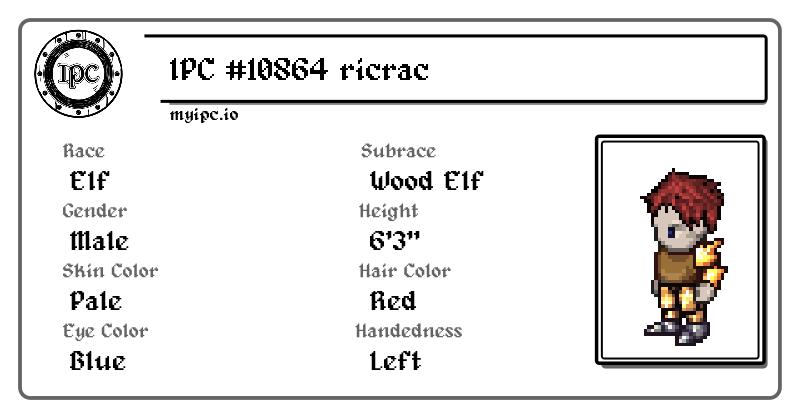 IPC
IPC #10864 ricrac
myipc.io
Race
Elf
Subrace
Wood Elf
Gender
Male
Height
6'3"
Skin Color
Pale
Hair Color
Red
Eye Color
Blue
Handedness
Left